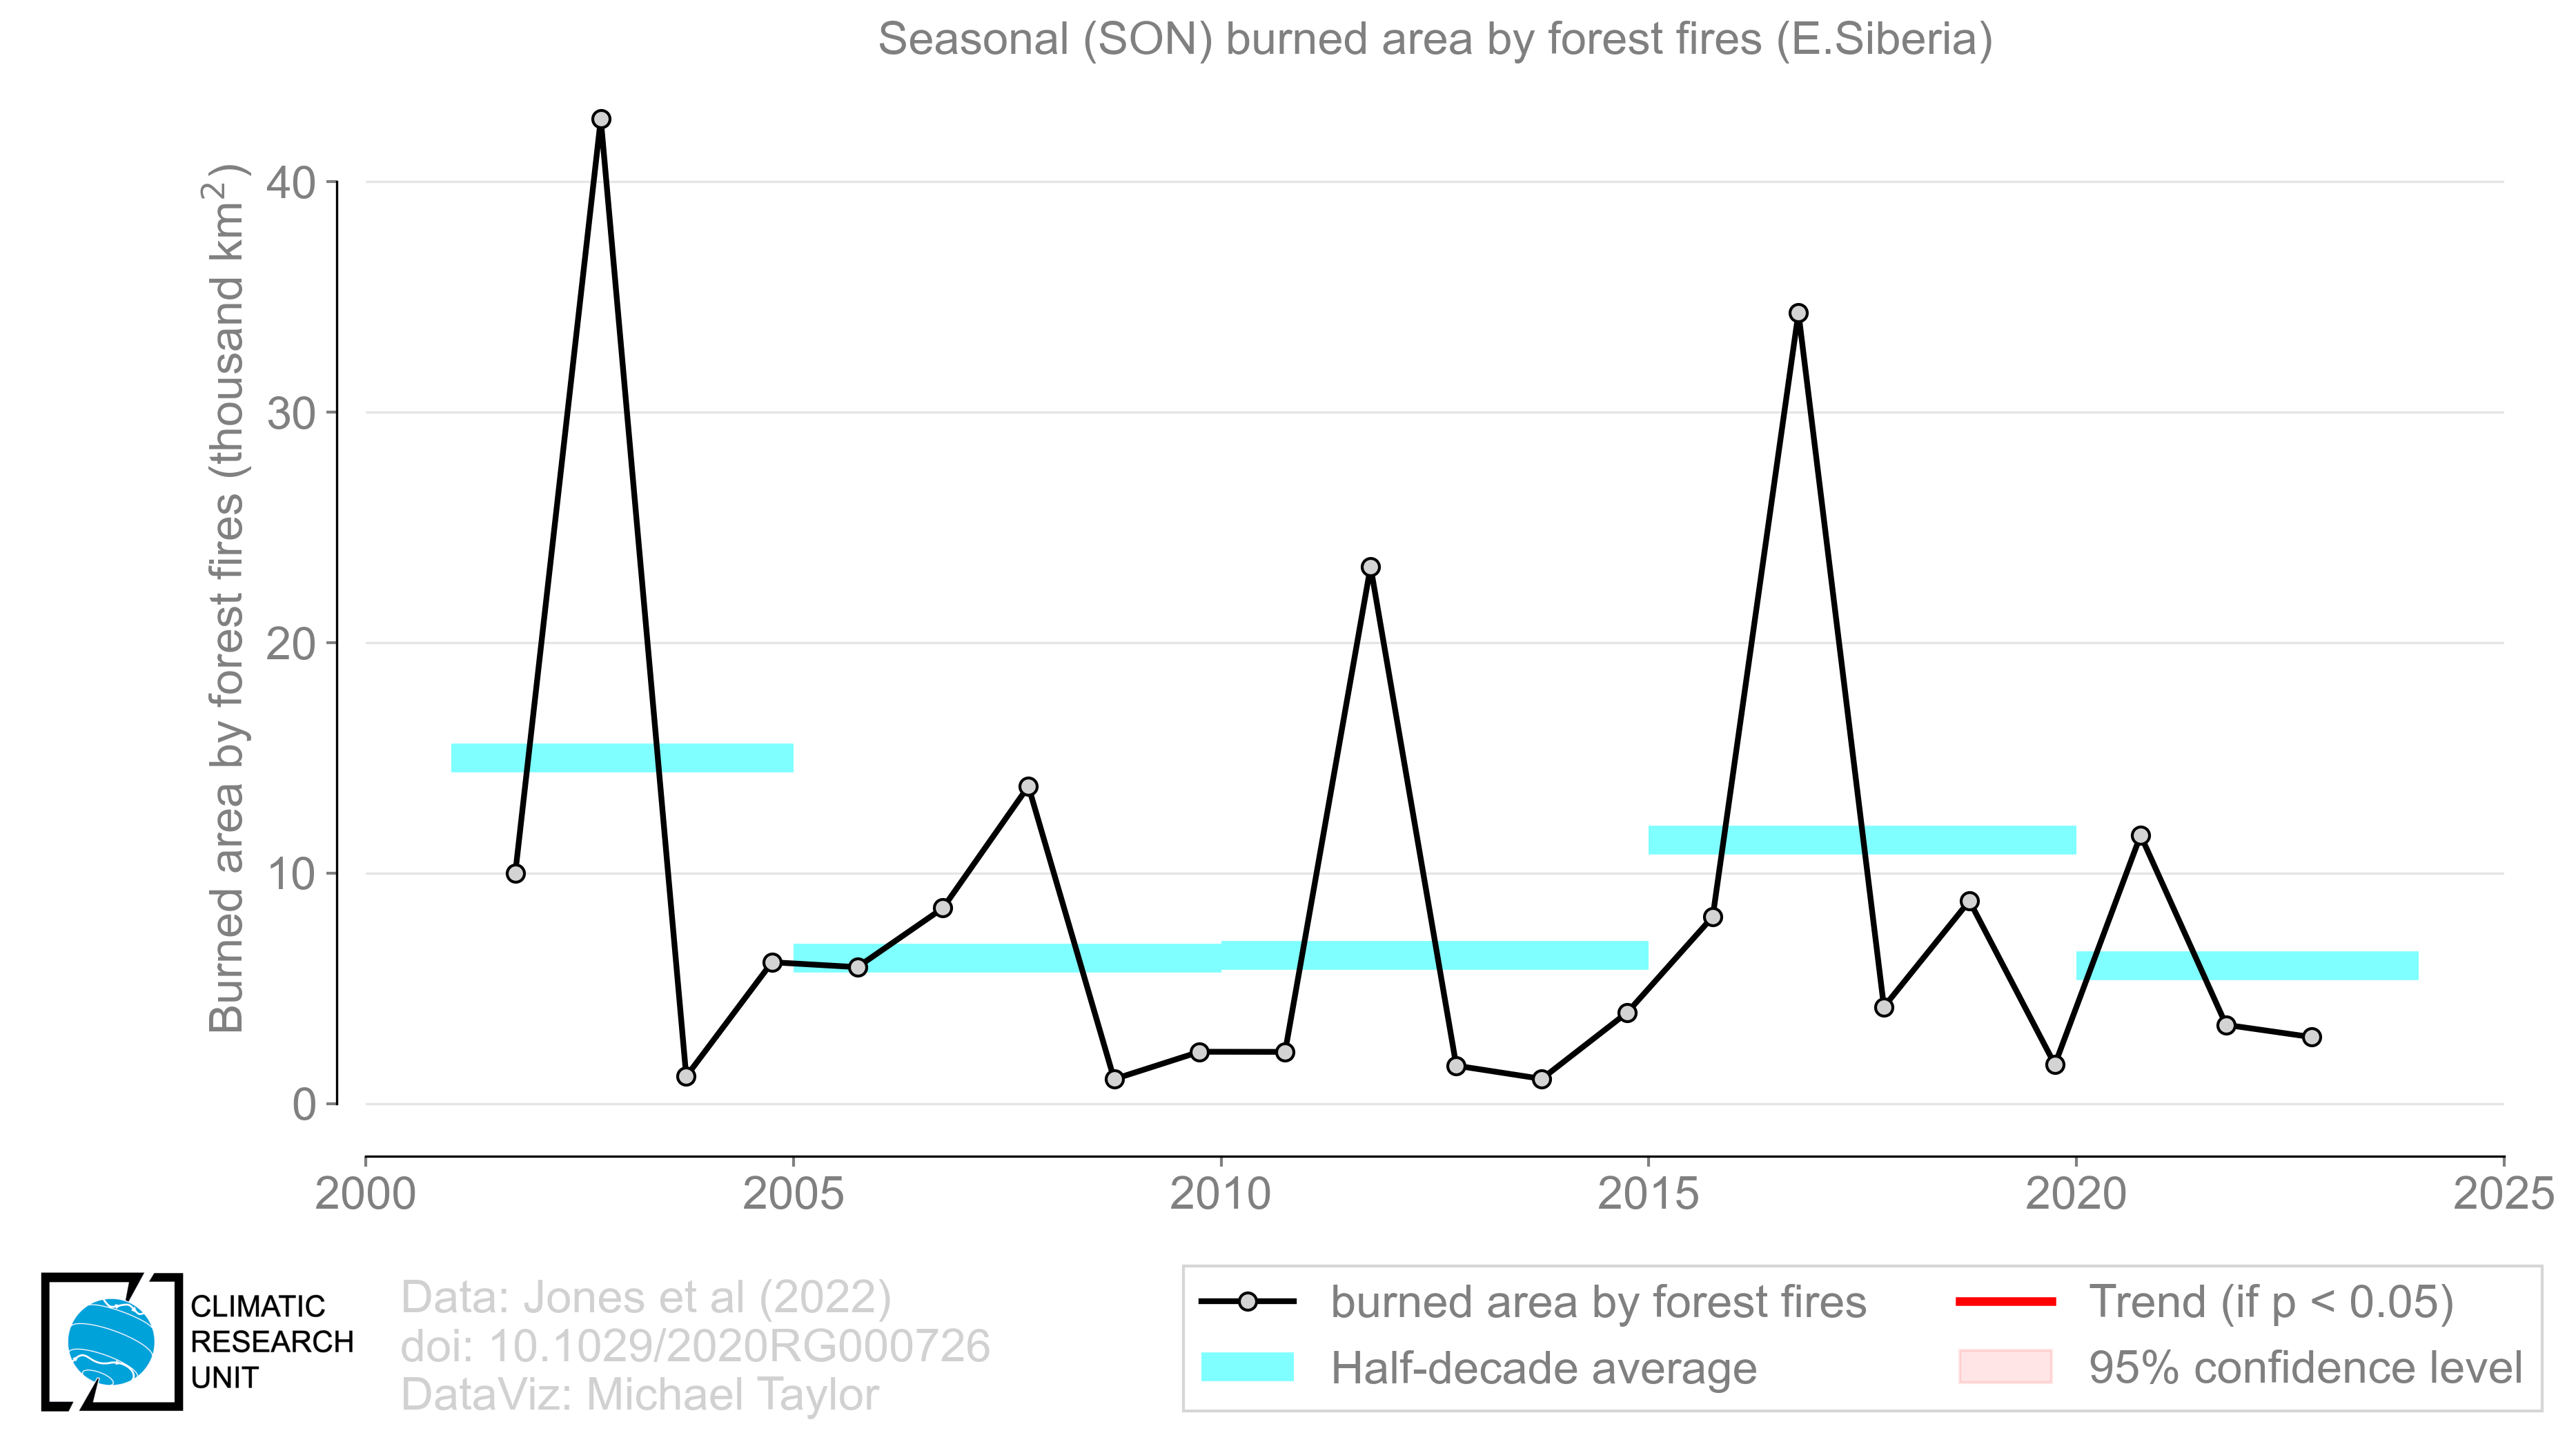 Seasonal (SON) burned area by forest fires (E.Siberia)
Burned area by forest fires (thousand km²)
40
30
20
10
0
2000 2005 2010 2015 2020 2025
CLIMATIC
RESEARCH
UNIT
Data: Jones et al (2022)
doi: 10.1029/2020RG000726
DataViz: Michael Taylor
burned area by forest fires
Half-decade average
Trend (if p < 0.05)
95% confidence level